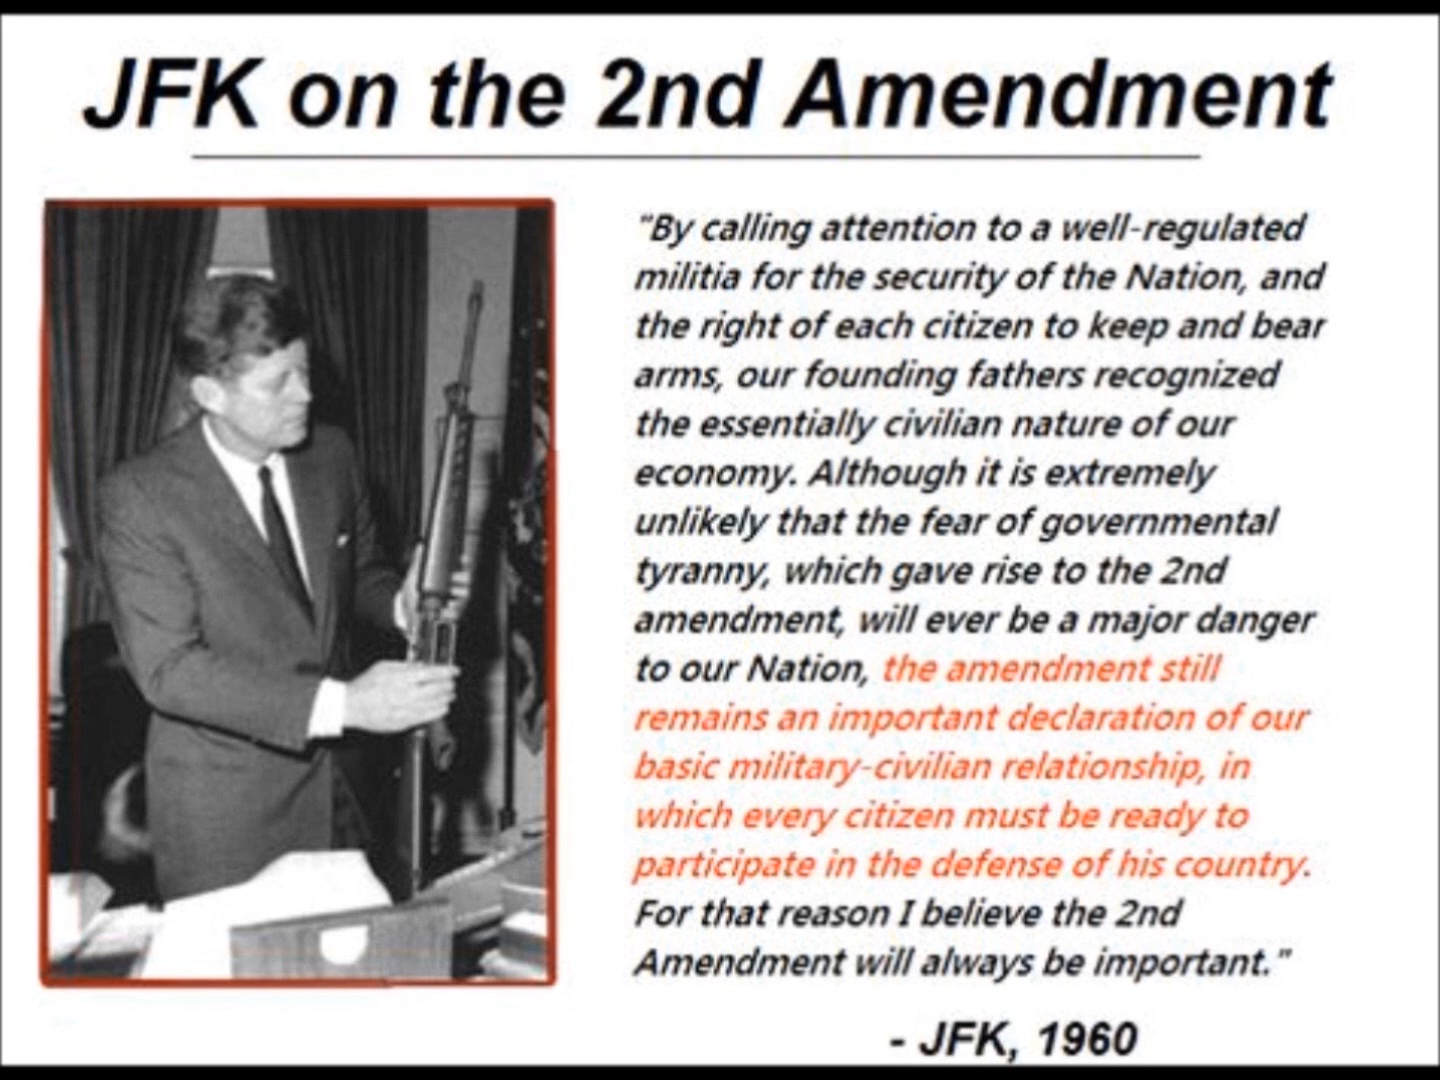 JFK on the 2nd Amendment
"By calling attention to a well-regulated
militia for the security of the Nation, and
the right of each citizen to keep and bear
arms, our founding fathers recognized
the essentially civilian nature of our
economy. Although it is extremely
unlikely that the fear of governmental
tyranny, which gave rise to the 2nd
amendment, will ever be a major danger
to our Nation, the amendment still
remains an important declaration of our
basic military-civilian relationship, in
which every citizen must be ready to
participate in the defense of his country.
For that reason I believe the 2nd
Amendment will always be important."
- JFK, 1960